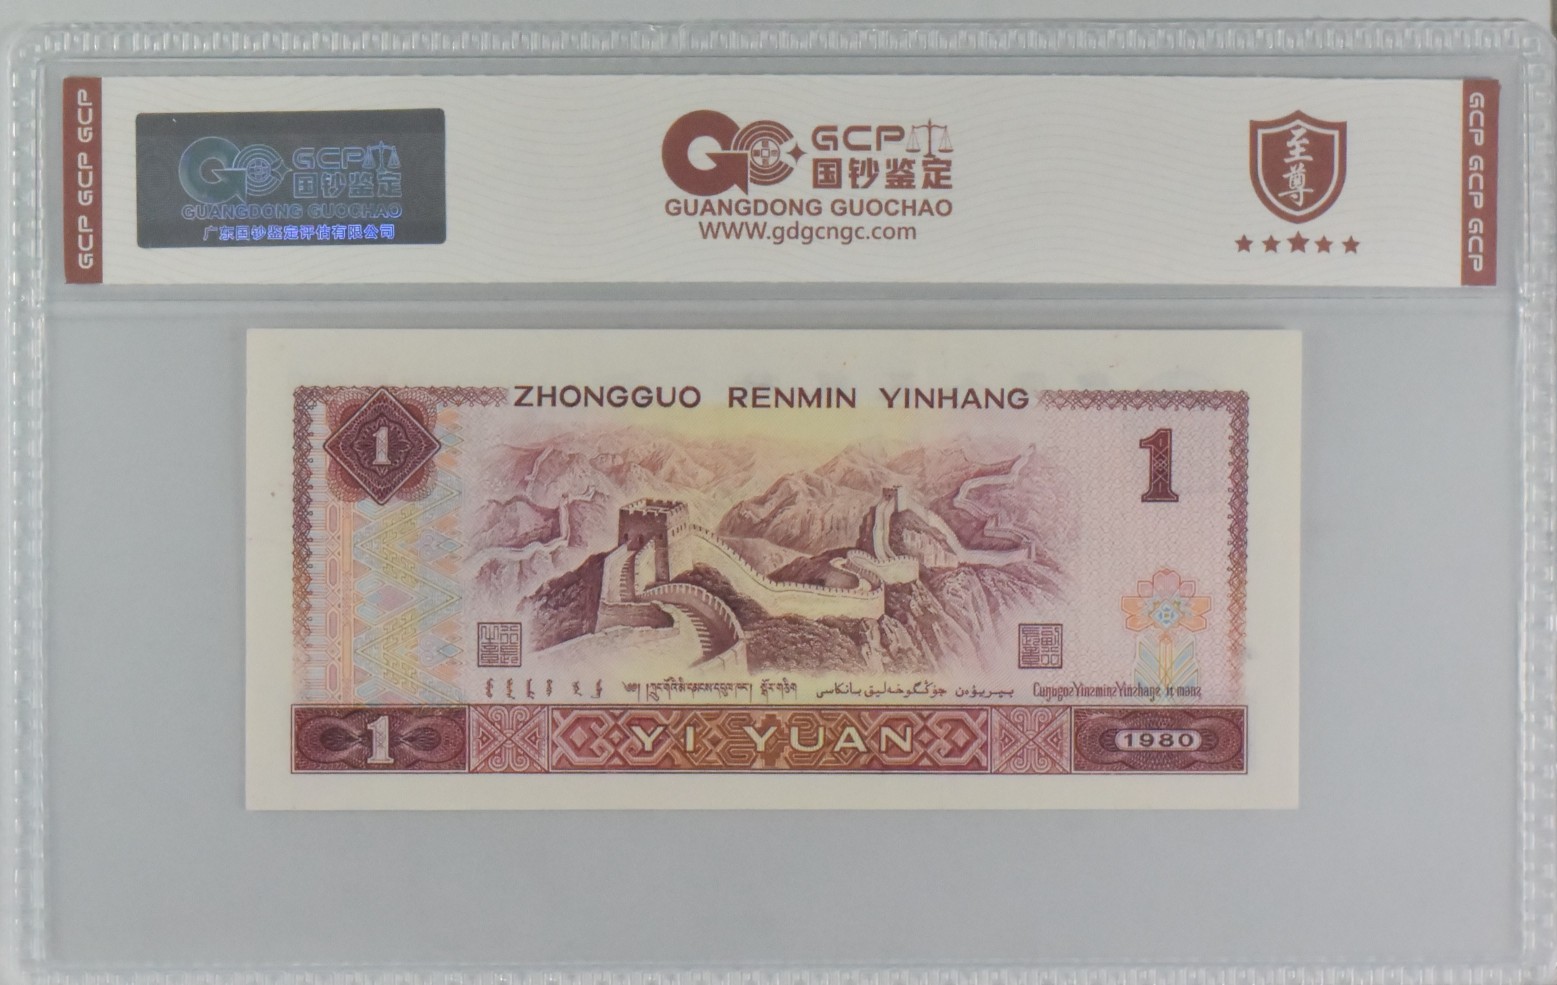 GCP GCP GCP
GCP
国钞鉴定
GUANGDONG GUOCHAO
广东国钞鉴定评估有限公司
GCP
国钞鉴定
GUANGDONG GUOCHAO
WWW.gdgcngc.com
至尊
GCP GCP GCP
ZHONGGUO RENMIN YINHANG
1
1
1
YI YUAN
1980